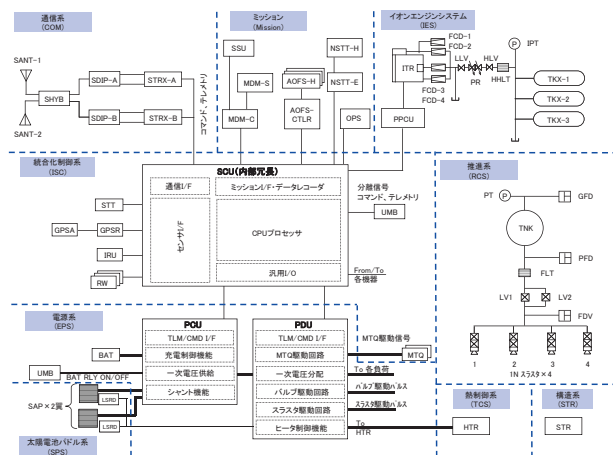 通信系
(COM)
SANT-1
SHYB
SANT-2
SDIP-A
STRX-A
SDIP-B
STRX-B
コマンド、テレメトリ
ミッション
(Mission)
SSU
MDM-S
MDM-C
NSTT-H
AOFS-H
NSTT-E
AOFS-
CTLR
OPS
イオンエンジンシステム
(IES)
FCD-1
FCD-2
ITR
FCD-3
FCD-4
PPCU
LLV
HLV
PR
HHLT
P
IPT
TKX-1
TKX-2
TKX-3
統合化制御系
(ISC)
SCU(内部冗長)
通信I/F
ミッションI/F・データレコーダ
センサI/F
CPUプロセッサ
汎用I/O
STT
GPSA
GPSR
IRU
RW
分離信号
コマンド、テレメトリ
UMB
From/To
各機器
推進系
(RCS)
PT
P
GFD
TNK
PFD
FLT
LV1
LV2
FDV
1
2
3
4
1N スラスタ×4
電源系
(EPS)
PCU
TLM/CMD I/F
充電制御機能
一次電圧供給
シャント機能
BAT
UMB
BAT RLY ON/OFF
PDU
TLM/CMD I/F
MTQ駆動回路
一次電圧分配
バルブ駆動回路
スラスタ駆動回路
ヒータ制御機能
MTQ駆動信号
MTQ
To 各負荷
バルブ駆動パルス
スラスタ駆動パルス
To
HTR
SAP×2翼
LSRD
LSRD
太陽電池パドル系
(SPS)
熱制御系
(TCS)
HTR
構造系
(STR)
STR